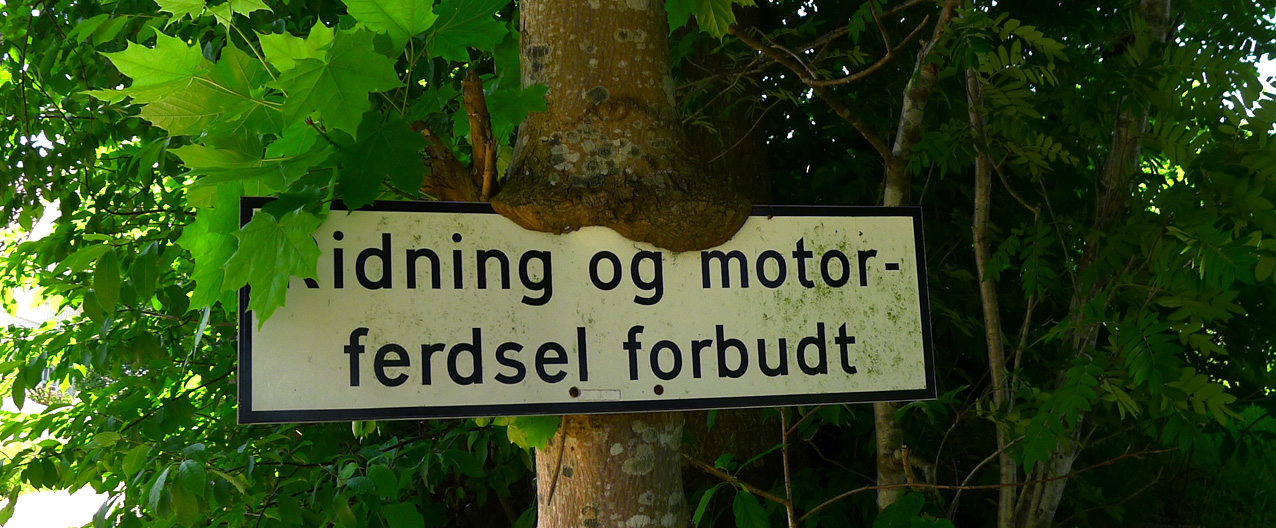 Ridning og motor-
ferdsel forbudt